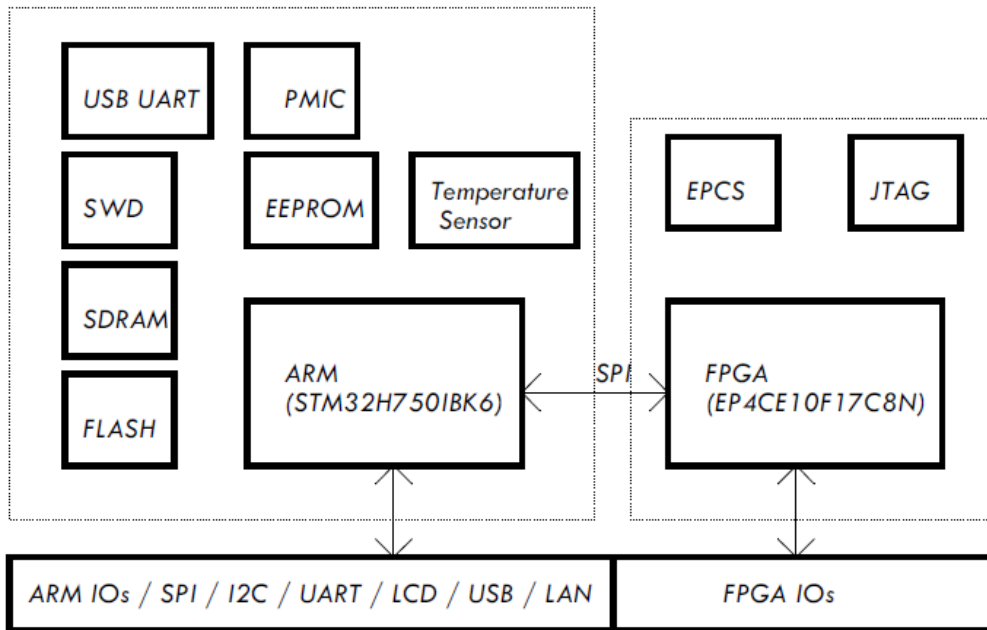 USB UART
PMIC
SWD
EEPROM
Temperature
Sensor
EPCS
JTAG
SDRAM
FLASH
ARM
(STM32H750IBK6)
SPI
FPGA
(EP4CE10F17C8N)
ARM IOs / SPI / I2C / UART / LCD / USB / LAN
FPGA IOs